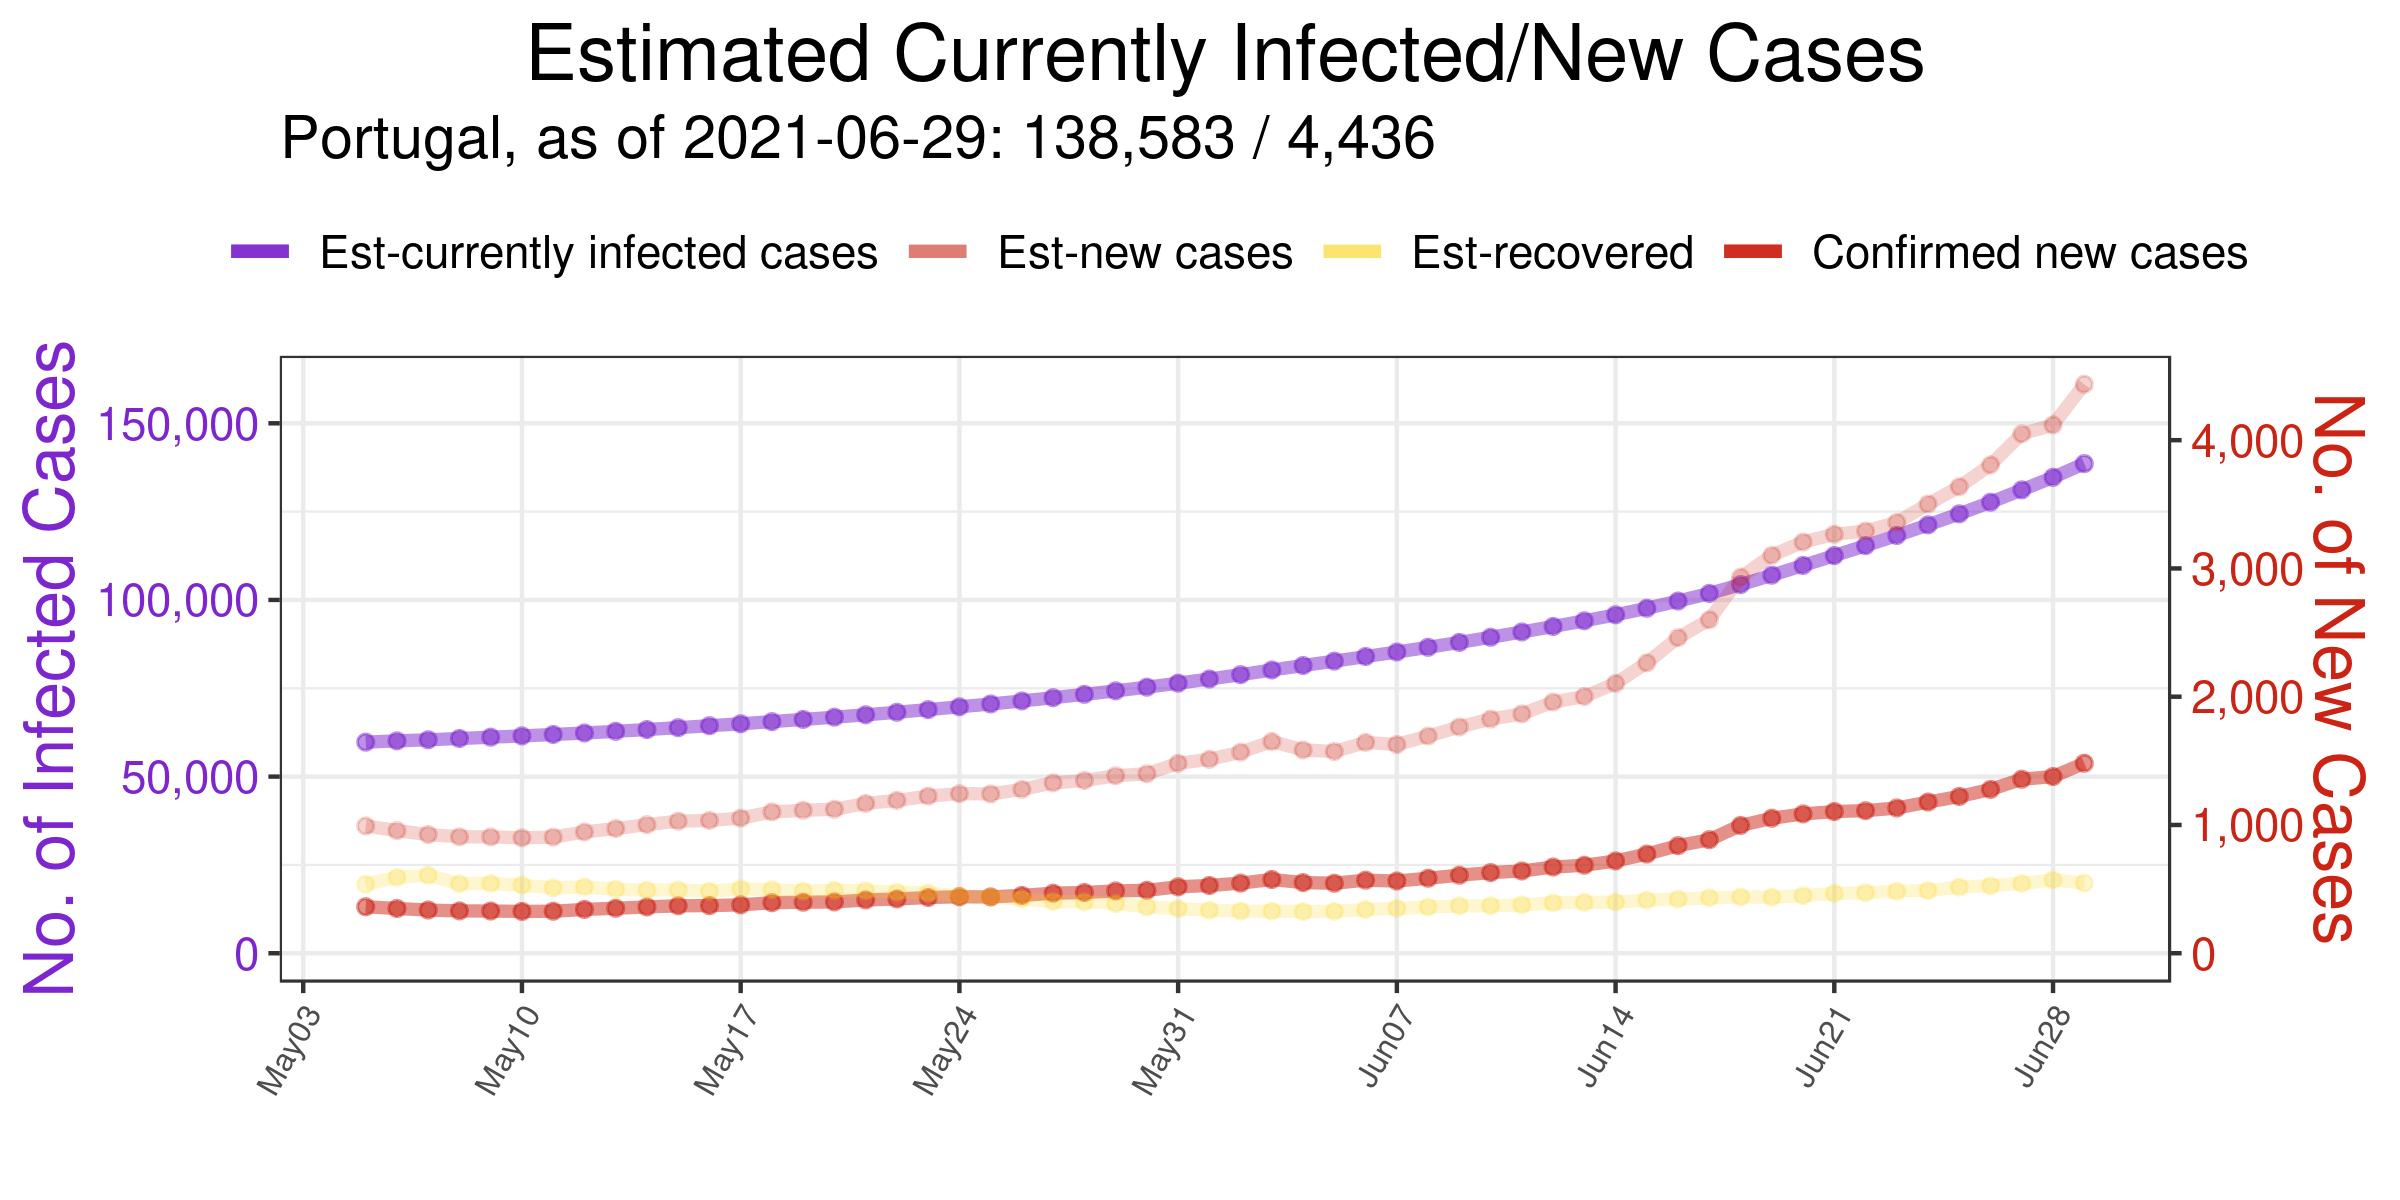 Estimated Currently Infected/New Cases
Portugal, as of 2021-06-29: 138,583 / 4,436
Est-currently infected cases Est-new cases Est-recovered Confirmed new cases
No. of Infected Cases
150,000
100,000
50,000
0
4,000
3,000
2,000
1,000
0
No. of New Cases
May03 May10 May17 May24 May31 Jun07 Jun14 Jun21 Jun28